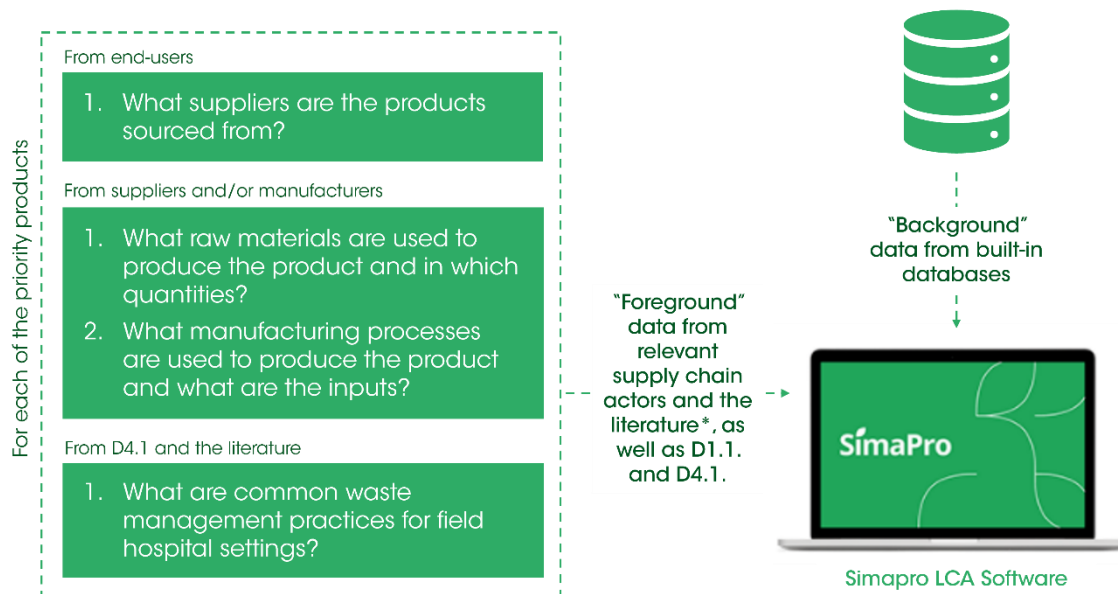 For each of the priority products
From end-users
1. What suppliers are the products
sourced from?
From suppliers and/or manufacturers
1. What raw materials are used to
produce the product and in which
quantities?
2. What manufacturing processes
are used to produce the product
and what are the inputs?
From D4.1 and the literature
1. What are common waste
management practices for field
hospital settings?
"Foreground"
data from
relevant
supply chain
actors and the
literature*, as
well as D1.1.
and D4.1.
"Background"
data from built-in
databases
SimaPro
Simapro LCA Software